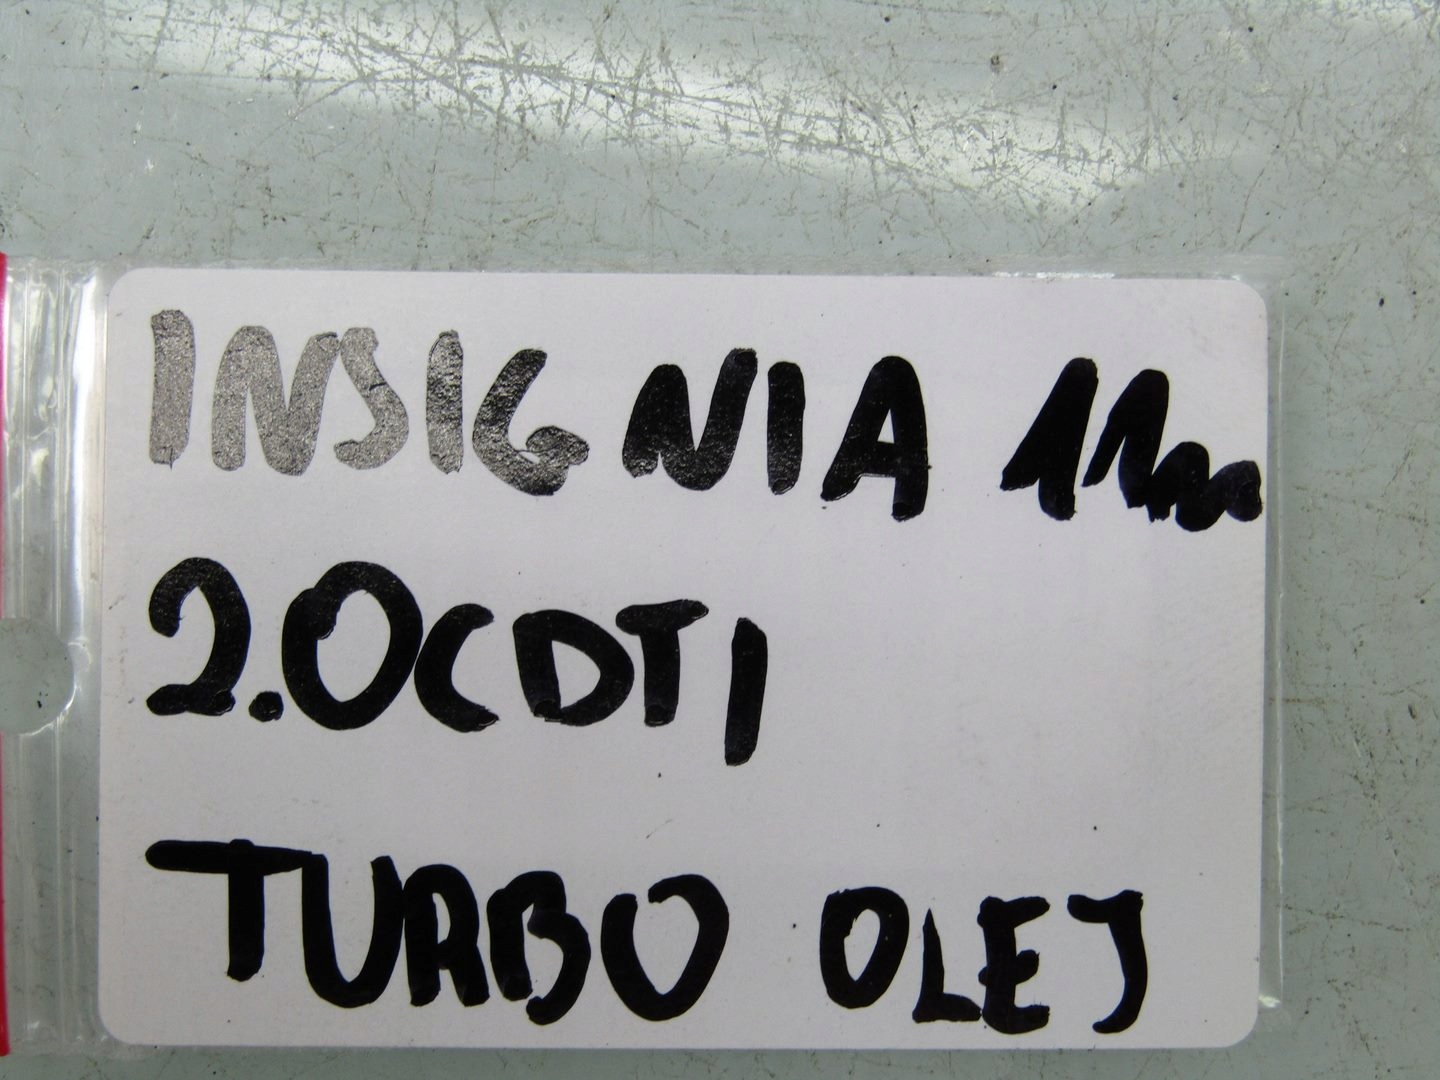 INSIGNIA 11r
2.0CDTI
TURBO OLEJ